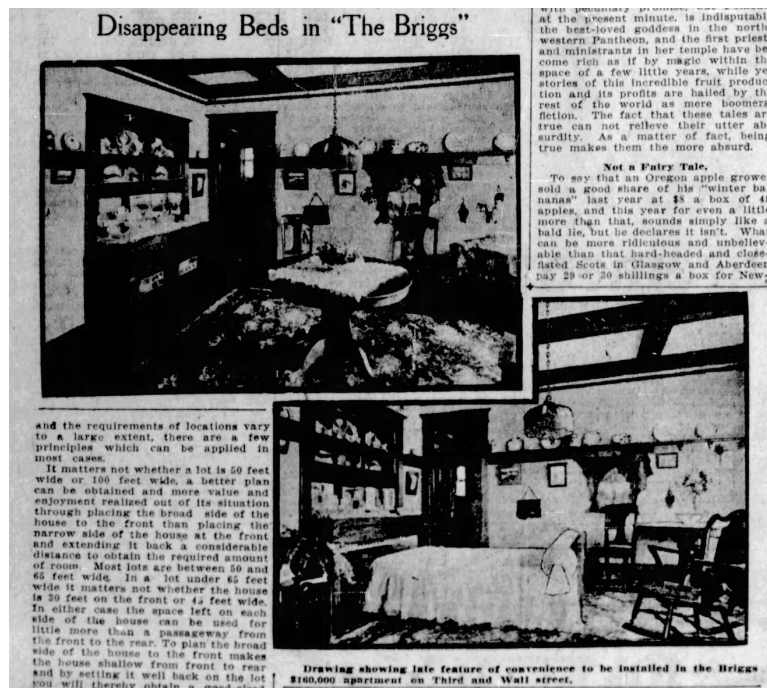 Disappearing Beds in "The Briggs"
and the requirements of locations vary
to a large extent, there are a few
principles which can be applied in
most cases.
It matters not whether a lot is 50 feet
wide or 100 feet wide, a better plan
can be obtained and more value and
enjoyment realized out of its situation
through placing the broad side of the
house to the front than placing the
narrow side of the house at the front
and extending it back a considerable
distance to obtain the required amount
of room. Most lots are between 50 and
65 feet wide. In a lot under 65 feet
wide it matters not whether the house
is 30 feet on the front or 45 feet wide.
In either case the space left on each
side of the house can be used for
little more than a passageway from
the front to the rear. To plan the broad
side of the house to the front makes
the house shallow from front to rear
and by setting it well back on the lot
you will thereby obtain a good
at the present minute, is indisputabl
the best-loved goddess in the north
western Pantheon, and the first priest
and ministrants in her temple have be
come rich as if by magic within th
space of a few little years, while ye
stories of this incredible fruit produc
tion and its profits are hailed by th
rest of the world as mere boomers
fiction. The fact that these tales ar
true can not relieve their utter ab
surdity. As a matter of fact, being
true makes them the more absurd.
Not a Fairy Tale.
To say that an Oregon apple growe
sold a good share of his "winter ba
nanas" last year at $8 a box of 48
apples, and this year for even a little
more than that, sounds simply like a
bald lie, but he declares it isn't. Wha
can be more ridiculous and unbeliev
able than that hard-headed and close
fisted Scots in Glasgow and Aberdeen
pay 29 or 30 shillings a box for New
Drawing showing late feature of convenience to be installed in the Briggs
$160,000 apartment on Third and Wall street.